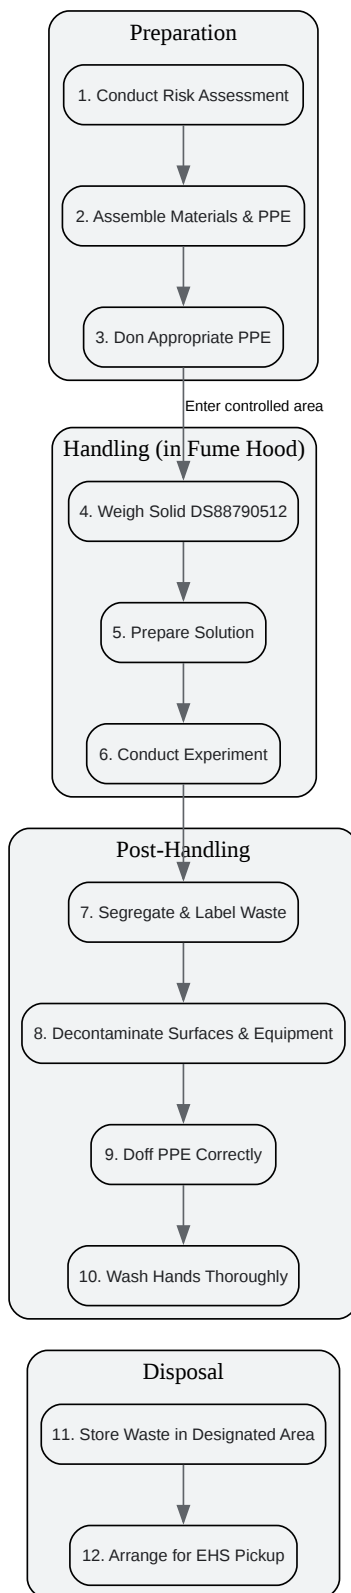 Preparation
1. Conduct Risk Assessment
2. Assemble Materials & PPE
3. Don Appropriate PPE
Enter controlled area
Handling (in Fume Hood)
4. Weigh Solid DS88790512
5. Prepare Solution
6. Conduct Experiment
Post-Handling
7. Segregate & Label Waste
8. Decontaminate Surfaces & Equipment
9. Doff PPE Correctly
10. Wash Hands Thoroughly
Disposal
11. Store Waste in Designated Area
12. Arrange for EHS Pickup